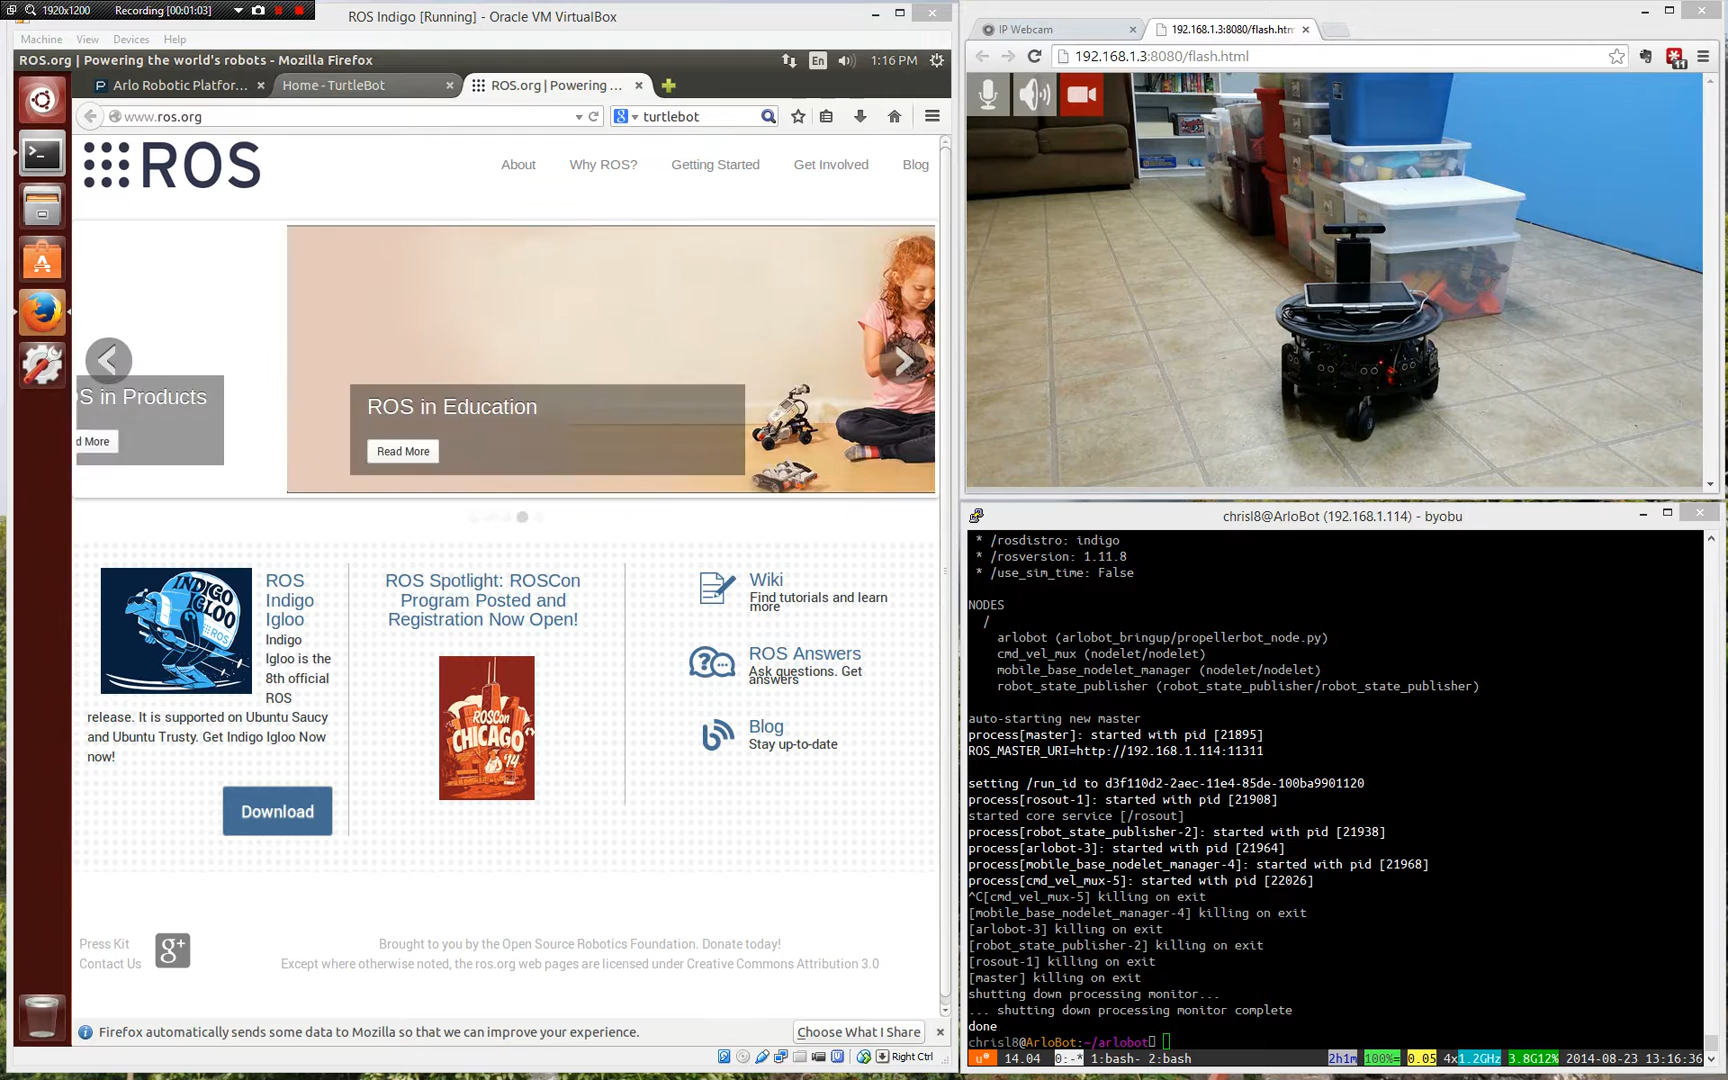 1920x1200
Recording [00:01:03]
ROS Indigo [Running] - Oracle VM VirtualBox
Machine View Devices Help
ROS.org | Powering the world's robots - Mozilla Firefox
En
1:16 PM
Arlo Robotic Platfor...
Home - TurtleBot
ROS.org | Powering ...
www.ros.org
turtlebot
ROS
About
Why ROS?
Getting Started
Get Involved
Blog
S in Products
d More
ROS in Education
Read More
ROS
Indigo
Igloo
Indigo
Igloo is the
8th official
ROS
release. It is supported on Ubuntu Saucy
and Ubuntu Trusty. Get Indigo Igloo Now
now!
INDIGO
IGLOO
ROS
Download
ROS Spotlight: ROSCon
Program Posted and
Registration Now Open!
ROSCon
CHICAGO
'14
Wiki
Find tutorials and learn
more
ROS Answers
Ask questions. Get
answers
Blog
Stay up-to-date
Press Kit
Contact Us
g+
Brought to you by the Open Source Robotics Foundation. Donate today!
Except where otherwise noted, the ros.org web pages are licensed under Creative Commons Attribution 3.0
Firefox automatically sends some data to Mozilla so that we can improve your experience.
Choose What I Share
Right Ctrl
IP Webcam
192.168.1.3:8080/flash.htm
192.168.1.3:8080/flash.html
11
chrisl8@ArloBot (192.168.1.114) - byobu
* /rosdistro: indigo
* /rosversion: 1.11.8
* /use_sim_time: False
NODES
/
arlobot (arlobot_bringup/propellerbot_node.py)
cmd_vel_mux (nodelet/nodelet)
mobile_base_nodelet_manager (nodelet/nodelet)
robot_state_publisher (robot_state_publisher/robot_state_publisher)
auto-starting new master
process[master]: started with pid [21895]
ROS_MASTER_URI=http://192.168.1.114:11311
setting /run_id to d3f110d2-2aec-11e4-85de-100ba9901120
process[rosout-1]: started with pid [21908]
started core service [/rosout]
process[robot_state_publisher-2]: started with pid [21938]
process[arlobot-3]: started with pid [21964]
process[mobile_base_nodelet_manager-4]: started with pid [21968]
process[cmd_vel_mux-5]: started with pid [22026]
^C[cmd_vel_mux-5] killing on exit
[mobile_base_nodelet_manager-4] killing on exit
[arlobot-3] killing on exit
[robot_state_publisher-2] killing on exit
[rosout-1] killing on exit
[master] killing on exit
shutting down processing monitor...
... shutting down processing monitor complete
done
chrisl8@ArloBot:~/arlobot
u* 14.04 0:-* 1:bash- 2:bash 2h1m 100%= 0.05 4x1.2GHz 3.8G12% 2014-08-23 13:16:36